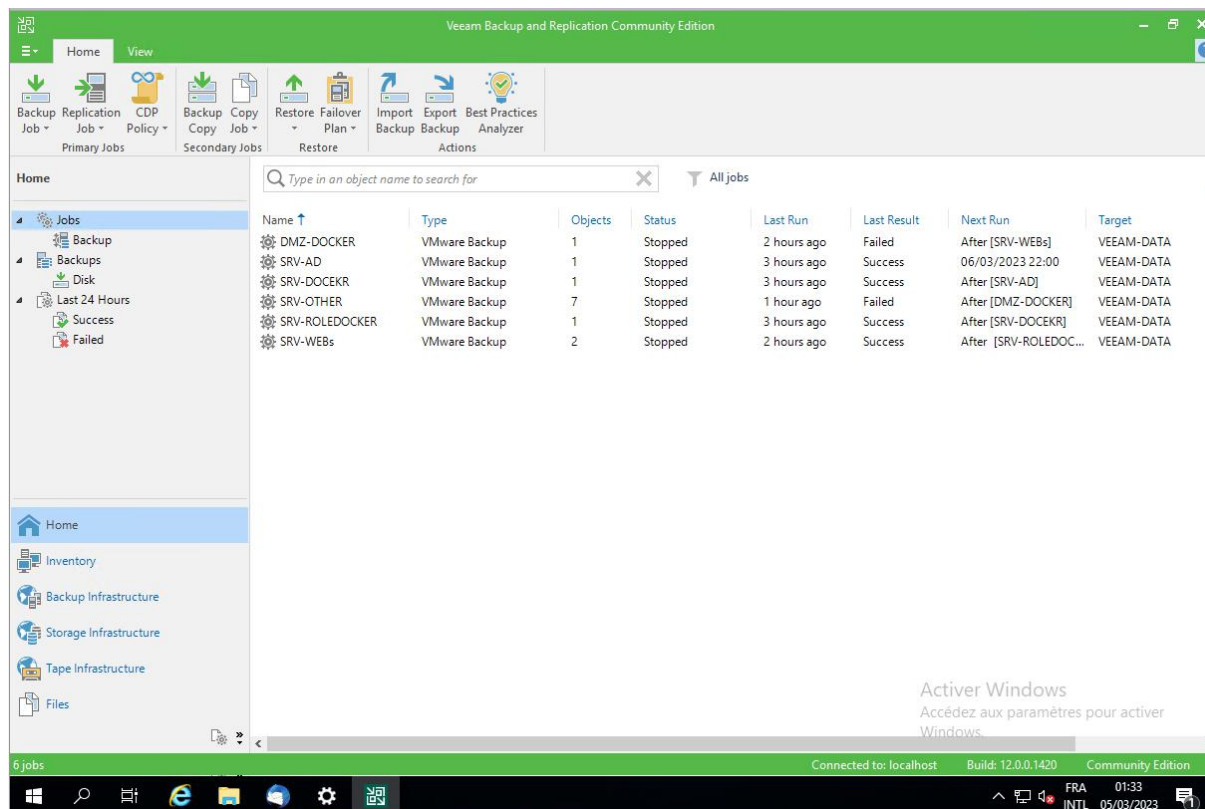 Veeam Backup and Replication Community Edition
Home View
Backup Job Replication Job CDP Policy Backup Copy Copy Job Restore Failover Plan Import Backup Export Backup Best Practices Analyzer
Primary Jobs Secondary Jobs Restore Actions
Home
Type in an object name to search for All jobs
Jobs
Backup
Backups
Disk
Last 24 Hours
Success
Failed
Name Type Objects Status Last Run Last Result Next Run Target
DMZ-DOCKER VMware Backup 1 Stopped 2 hours ago Failed After [SRV-WEBs] VEEAM-DATA
SRV-AD VMware Backup 1 Stopped 3 hours ago Success 06/03/2023 22:00 VEEAM-DATA
SRV-DOCEKR VMware Backup 1 Stopped 3 hours ago Success After [SRV-AD] VEEAM-DATA
SRV-OTHER VMware Backup 7 Stopped 1 hour ago Failed After [DMZ-DOCKER] VEEAM-DATA
SRV-ROLEDOCKER VMware Backup 1 Stopped 3 hours ago Success After [SRV-DOCEKR] VEEAM-DATA
SRV-WEBs VMware Backup 2 Stopped 2 hours ago Success After [SRV-ROLEDOC... VEEAM-DATA
Home
Inventory
Backup Infrastructure
Storage Infrastructure
Tape Infrastructure
Files
Activer Windows
Accédez aux paramètres pour activer
Windows.
6 jobs Connected to: localhost Build: 12.0.0.1420 Community Edition
FRA 01:33
INTL 05/03/2023
1